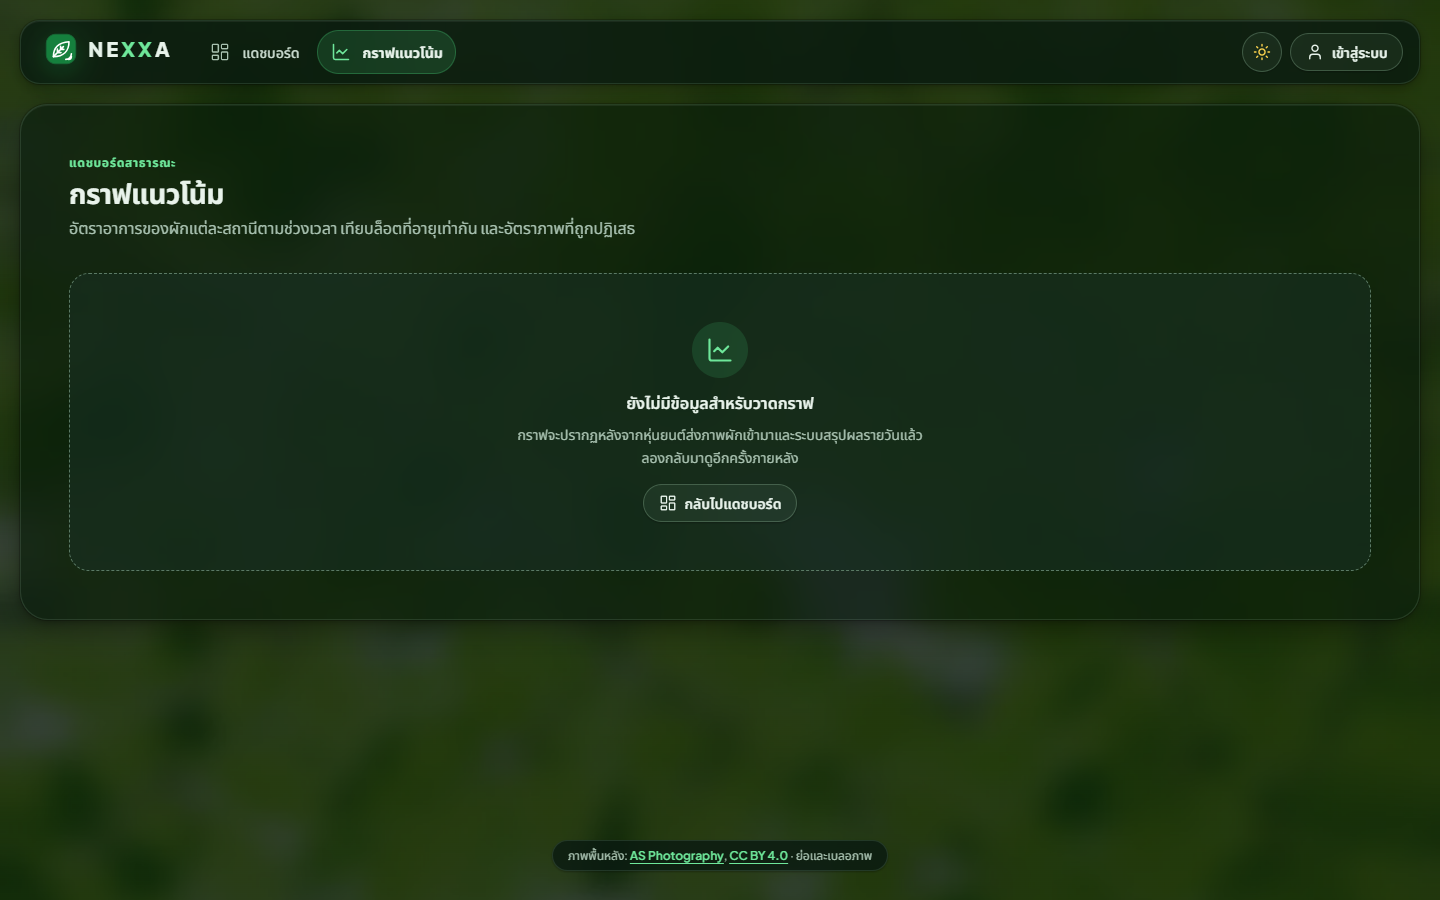 NEXXA
แดชบอร์ด
กราฟแนวโน้ม
เข้าสู่ระบบ
แดชบอร์ดสาธารณะ
กราฟแนวโน้ม
อัตราอาการของผักแต่ละสถานีตามช่วงเวลา เทียบล็อตที่อายุเท่ากัน และอัตราภาพที่ถูกปฏิเสธ
ยังไม่มีข้อมูลสำหรับวาดกราฟ
กราฟจะปรากฏหลังจากหุ่นยนต์ส่งภาพผักเข้ามาและระบบสรุปผลรายวันแล้ว
ลองกลับมาดูอีกครั้งภายหลัง
กลับไปแดชบอร์ด
ภาพพื้นหลัง: AS Photography, CC BY 4.0 · ย่อและเบลอภาพ